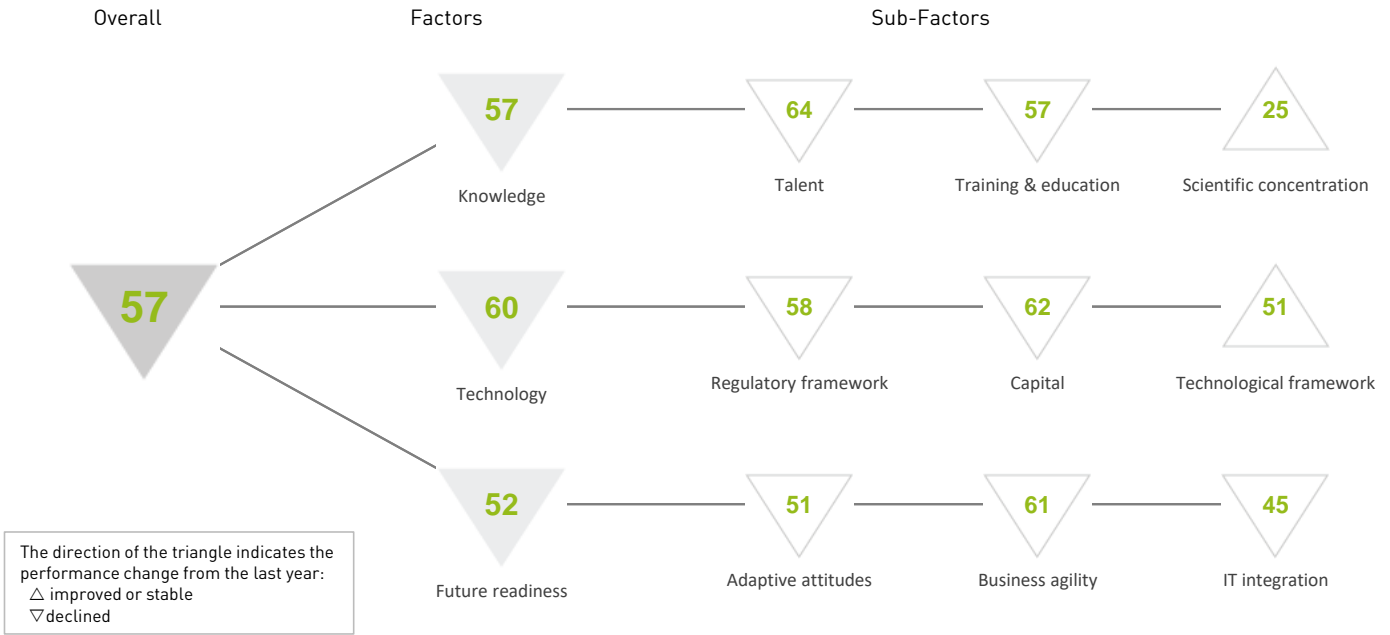 Overall
Factors
Sub-Factors
57
64
57
25
Knowledge
Talent
Training & education
Scientific concentration
57
60
58
62
51
Technology
Regulatory framework
Capital
Technological framework
52
51
61
45
Future readiness
Adaptive attitudes
Business agility
IT integration
The direction of the triangle indicates the
performance change from the last year:
△ improved or stable
▽declined